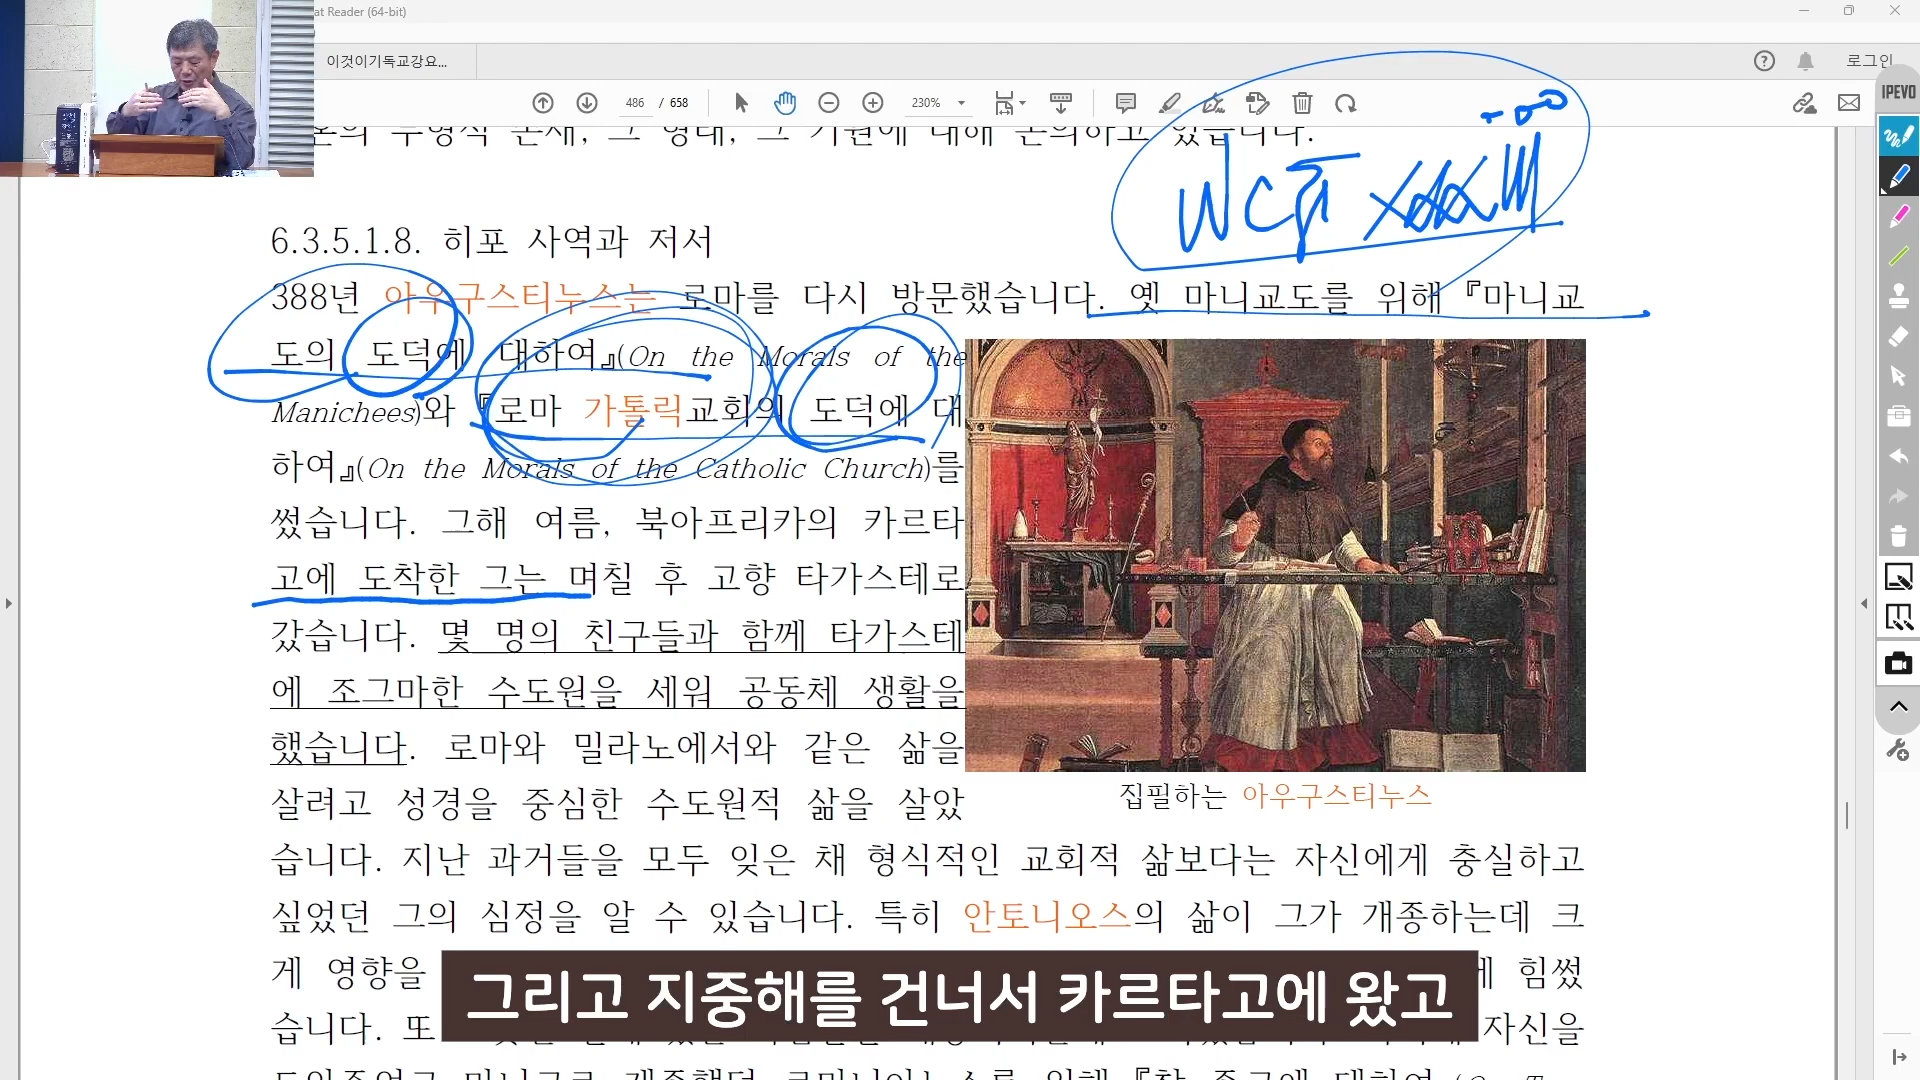 at Reader (64-bit)
이것이기독교강요...
로그인
486 / 658
230%
IPEVO
WCF XXXIII
6.3.5.1.8. 히포 사역과 저서
388년 아우구스티누스는 로마를 다시 방문했습니다. 옛 마니교도를 위해 『마니교
도의 도덕에 대하여』(On the Morals of the
Manichees)와 『로마 가톨릭교회의 도덕에 대
하여』(On the Morals of the Catholic Church)를
썼습니다. 그해 여름, 북아프리카의 카르타
고에 도착한 그는 며칠 후 고향 타가스테로
갔습니다. 몇 명의 친구들과 함께 타가스테
에 조그마한 수도원을 세워 공동체 생활을
했습니다. 로마와 밀라노에서와 같은 삶을
살려고 성경을 중심한 수도원적 삶을 살았
집필하는 아우구스티누스
습니다. 지난 과거들을 모두 잊은 채 형식적인 교회적 삶보다는 자신에게 충실하고
싶었던 그의 심정을 알 수 있습니다. 특히 안토니오스의 삶이 그가 개종하는데 크
게 영향을 힘썼
습니다. 또 자신을
그리고 지중해를 건너서 카르타고에 왔고